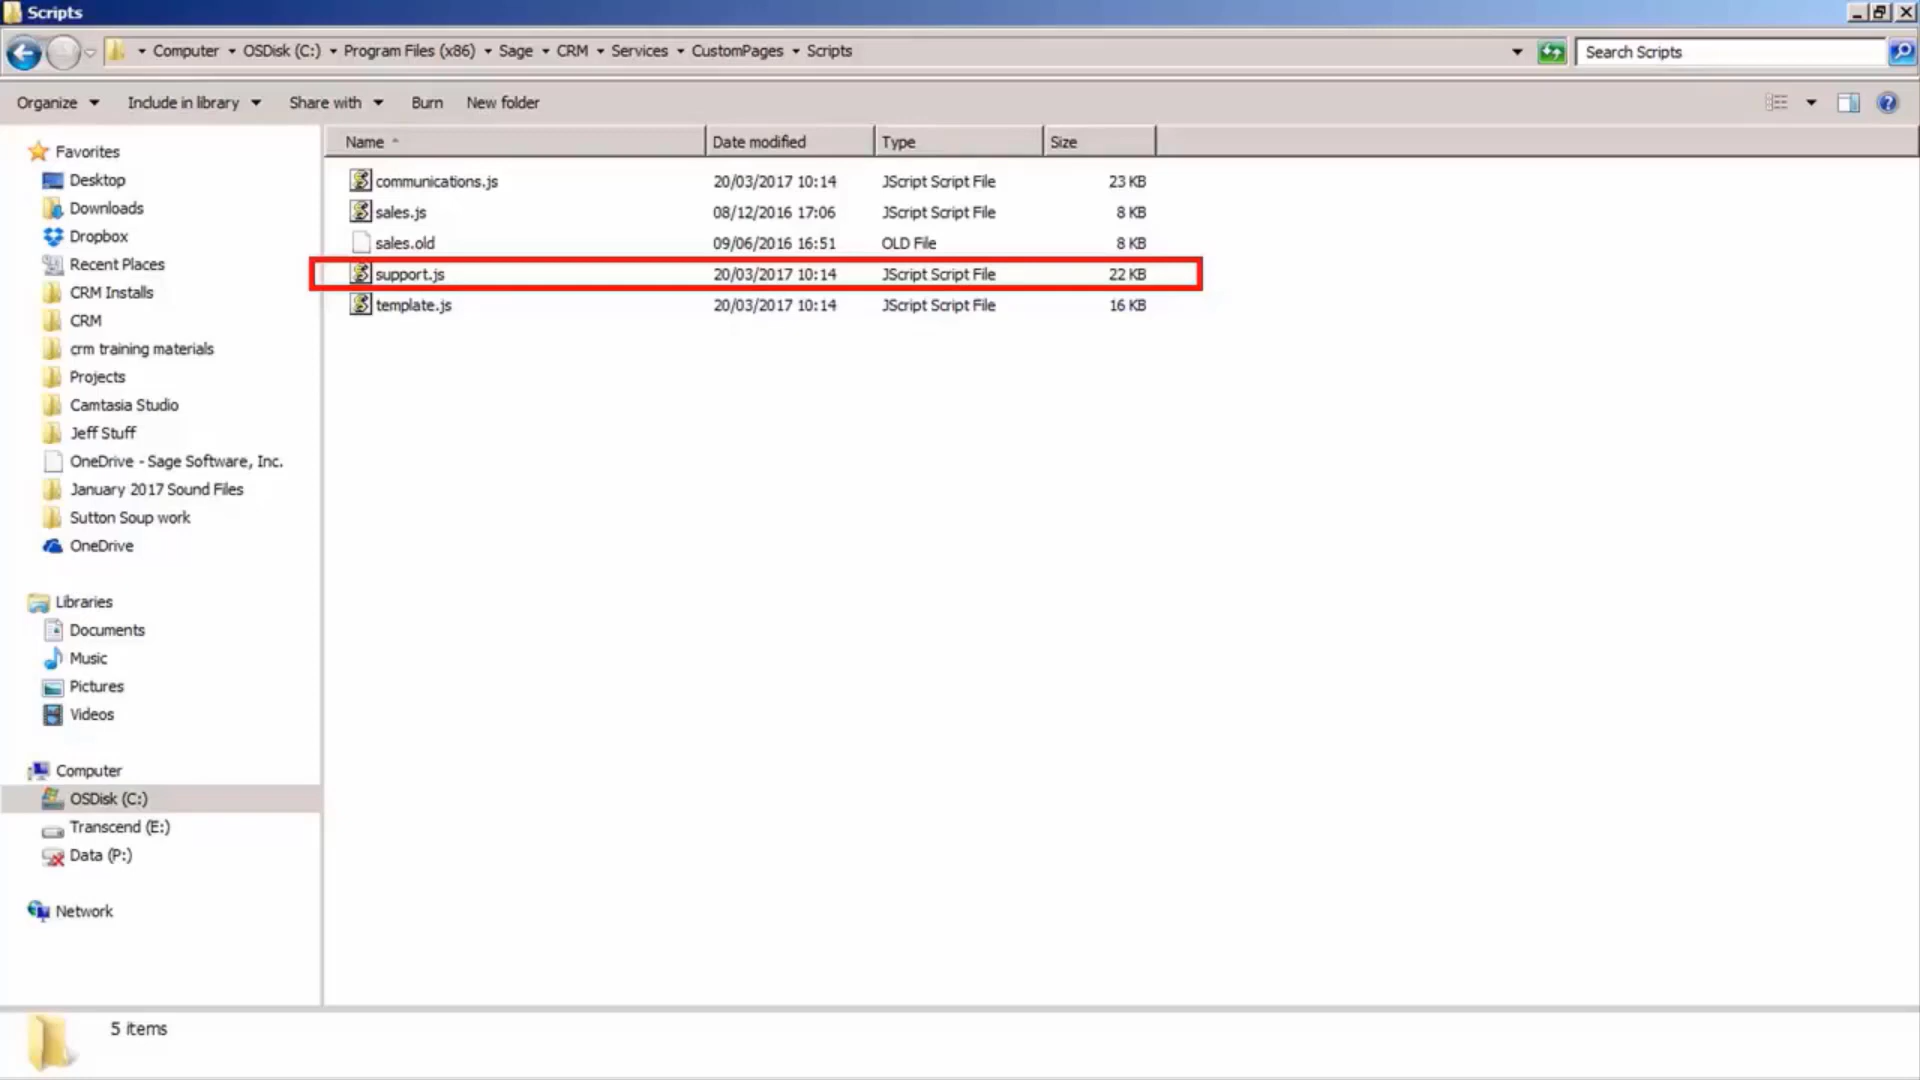 Scripts
Computer OSDisk (C:) Program Files (x86) Sage CRM Services CustomPages Scripts
Search Scripts
Organize Include in library Share with Burn New folder
Name Date modified Type Size
communications.js 20/03/2017 10:14 JScript Script File 23 KB
sales.js 08/12/2016 17:06 JScript Script File 8 KB
sales.old 09/06/2016 16:51 OLD File 8 KB
support.js 20/03/2017 10:14 JScript Script File 22 KB
template.js 20/03/2017 10:14 JScript Script File 16 KB
Favorites
Desktop
Downloads
Dropbox
Recent Places
CRM Installs
CRM
crm training materials
Projects
Camtasia Studio
Jeff Stuff
OneDrive - Sage Software, Inc.
January 2017 Sound Files
Sutton Soup work
OneDrive
Libraries
Documents
Music
Pictures
Videos
Computer
OSDisk (C:)
Transcend (E:)
Data (P:)
Network
5 items